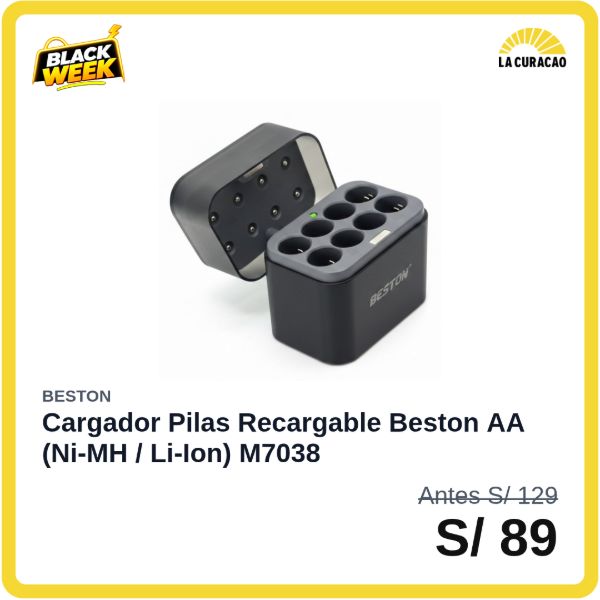 BLACK
WEEK
LA CURACAO
BESTON
BESTON
Cargador Pilas Recargable Beston AA
(Ni-MH / Li-Ion) M7038
Antes S/ 129
S/ 89